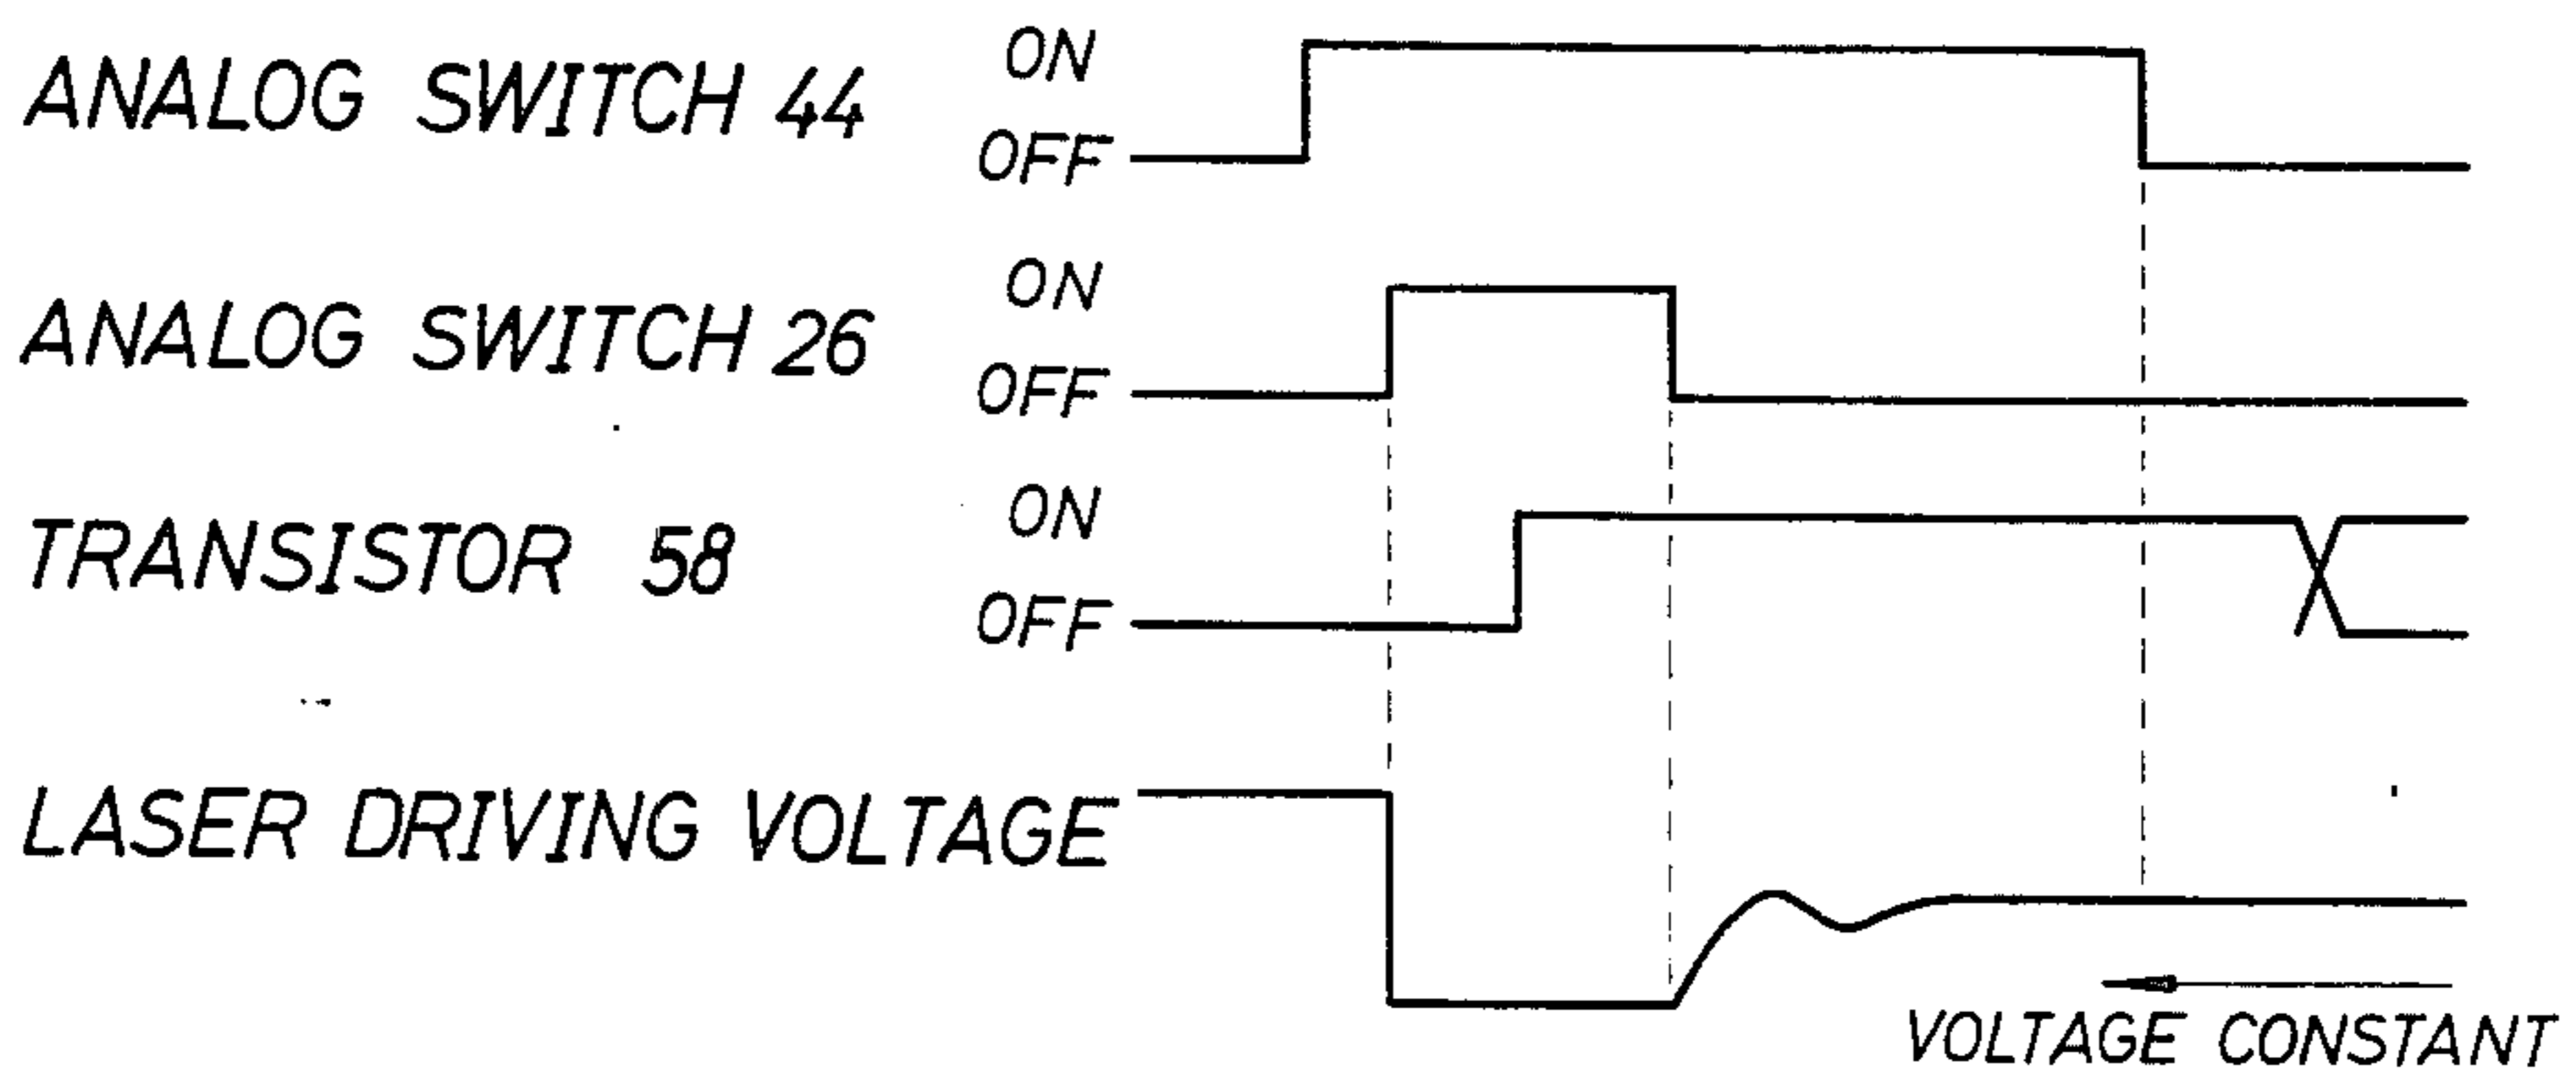 ON
ANALOG SWITCH 44
OFF
ON
ANALOG SWITCH 26
OFF
ON
TRANSISTOR 58
OFF
LASER DRIVING VOLTAGE
VOLTAGE CONSTANT